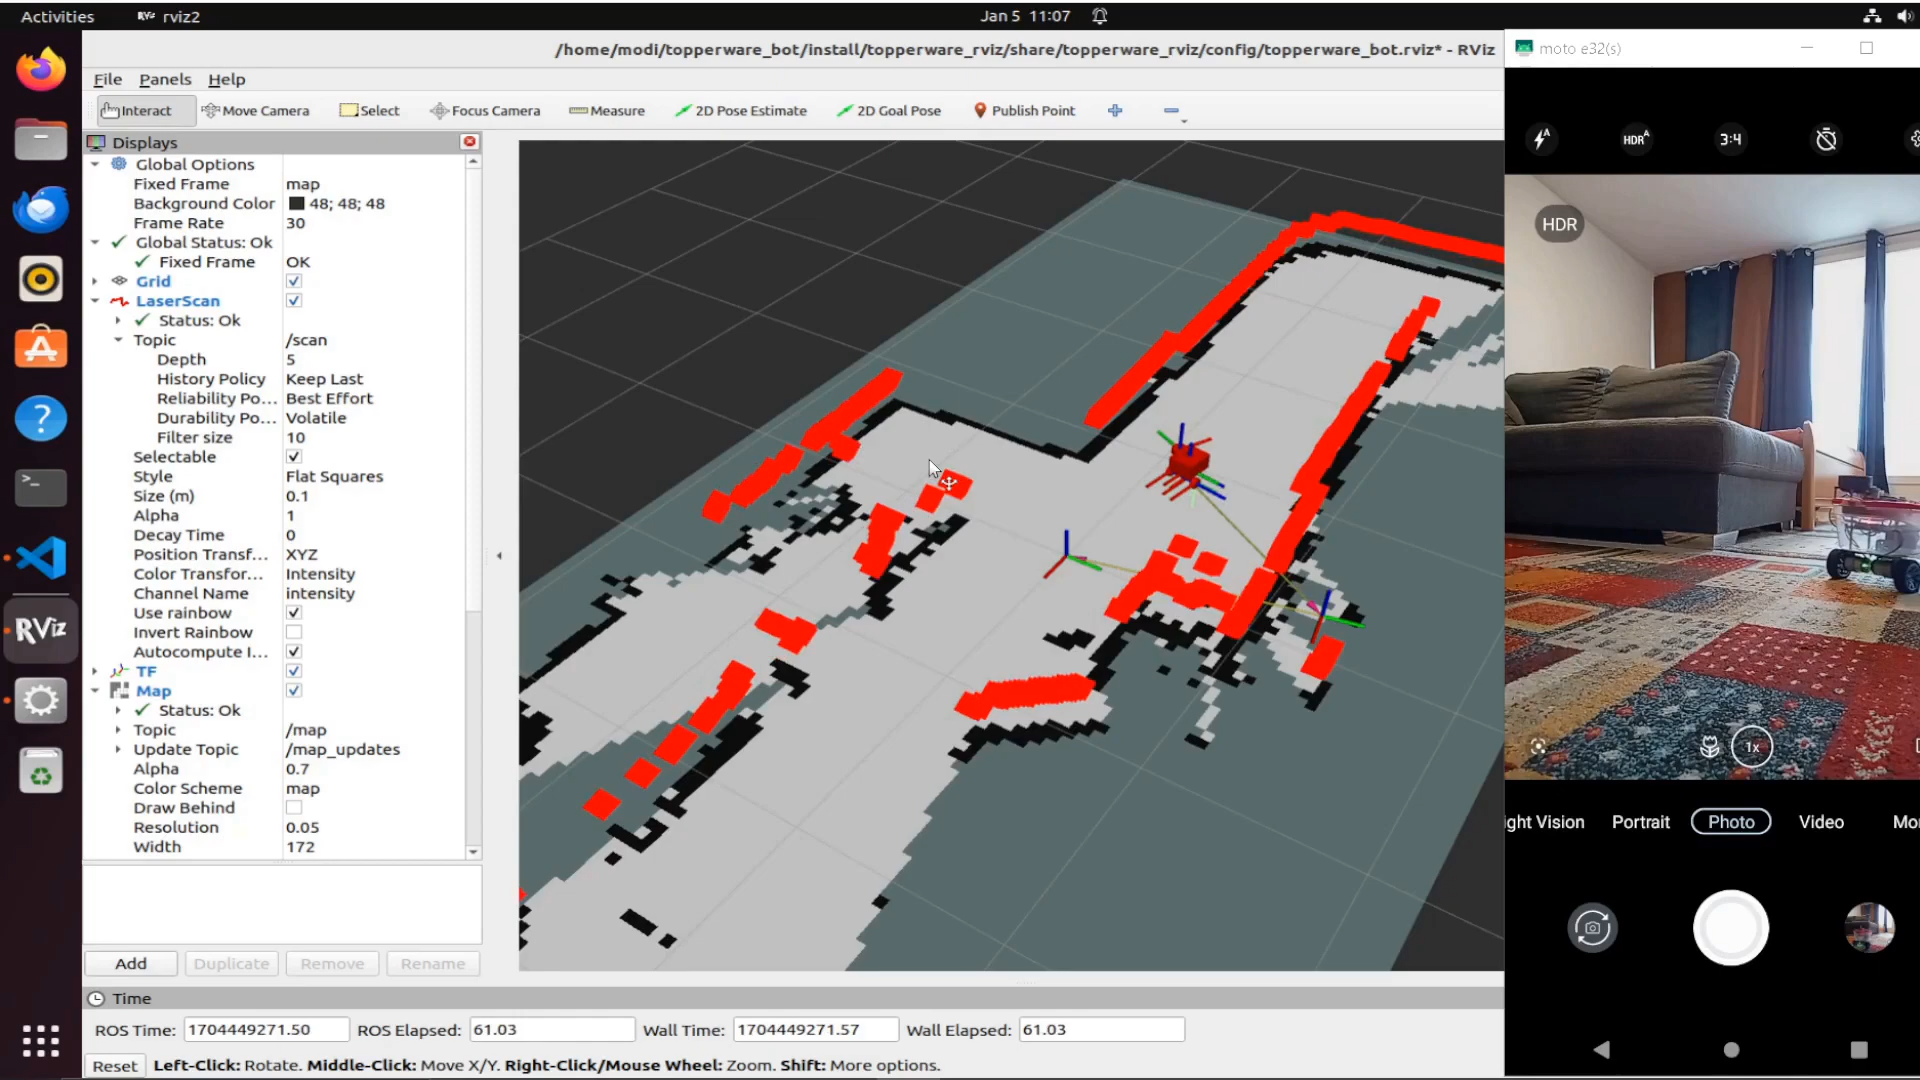 Activities
RViz rviz2
Jan 5 11:07
/home/modi/topperware_bot/install/topperware_rviz/share/topperware_rviz/config/topperware_bot.rviz* - RViz
File Panels Help
Interact Move Camera Select Focus Camera Measure 2D Pose Estimate 2D Goal Pose Publish Point
Displays
Global Options
Fixed Frame map
Background Color 48; 48; 48
Frame Rate 30
Global Status: Ok
Fixed Frame OK
Grid
LaserScan
Status: Ok
Topic /scan
Depth 5
History Policy Keep Last
Reliability Po... Best Effort
Durability Po... Volatile
Filter size 10
Selectable
Style Flat Squares
Size (m) 0.1
Alpha 1
Decay Time 0
Position Transf... XYZ
Color Transfor... Intensity
Channel Name intensity
Use rainbow
Invert Rainbow
Autocompute I...
TF
Map
Status: Ok
Topic /map
Update Topic /map_updates
Alpha 0.7
Color Scheme map
Draw Behind
Resolution 0.05
Width 172
Add Duplicate Remove Rename
Time
ROS Time: 1704449271.50 ROS Elapsed: 61.03 Wall Time: 1704449271.57 Wall Elapsed: 61.03
Reset Left-Click: Rotate. Middle-Click: Move X/Y. Right-Click/Mouse Wheel: Zoom. Shift: More options.
RViz
moto e32(s)
A HDR A 3:4
HDR
1x
ight Vision Portrait Photo Video Mor